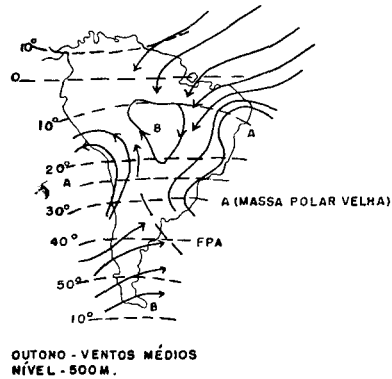 10°
0
10°
B
A
20°
A
30°
A (MASSA POLAR VELHA)
40°
FPA
50°
B
10°
OUTONO - VENTOS MÉDIOS
NÍVEL - 500 M.